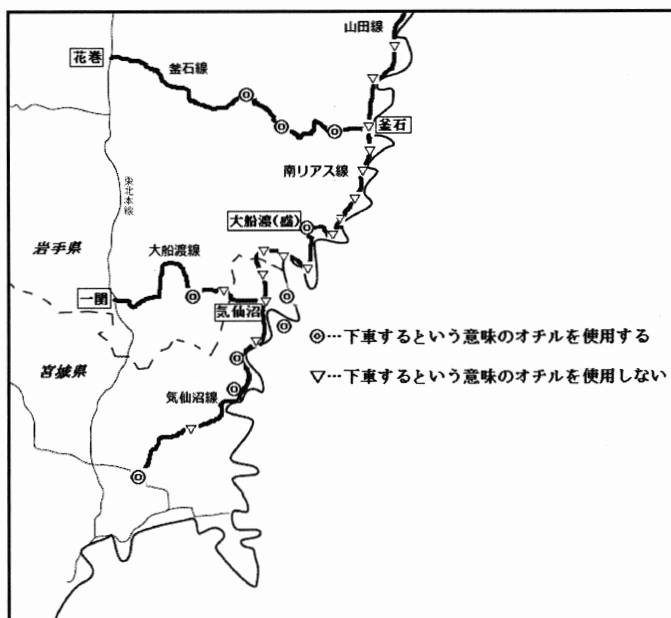 山田線
花巻
釜石線
釜石
南リアス線
東北本線
大船渡(盛)
岩手県
大船渡線
一関
気仙沼
◎…下車するという意味のオチルを使用する
宮城県
▽…下車するという意味のオチルを使用しない
気仙沼線